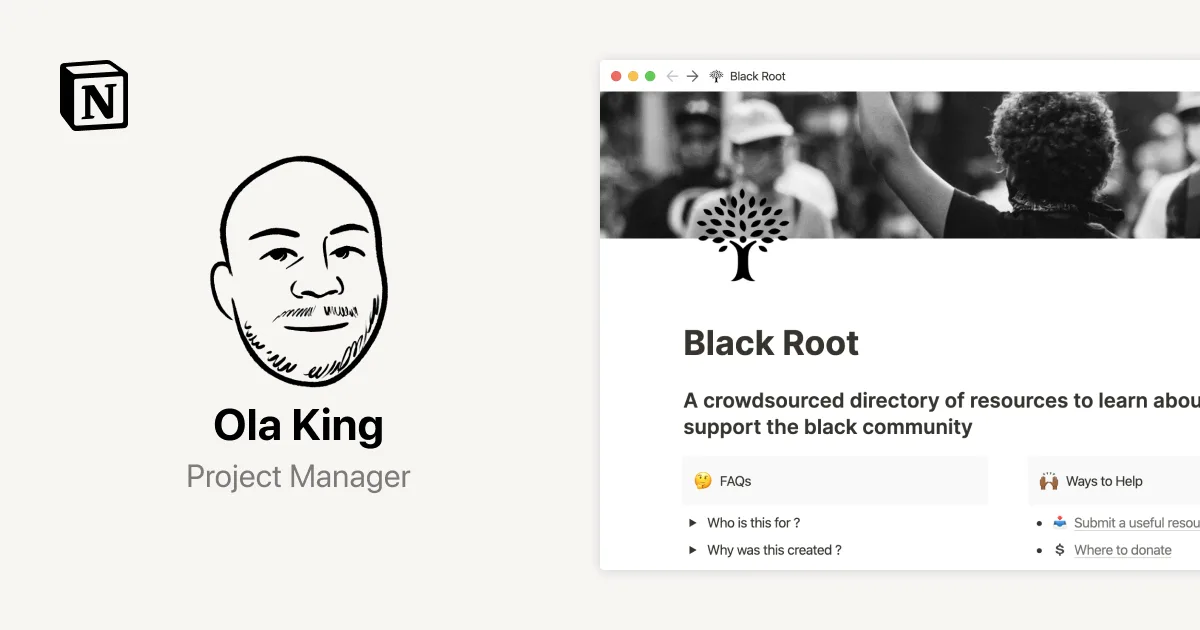 N
Ola King
Project Manager
Black Root
Black Root
A crowdsourced directory of resources to learn abou
support the black community
🤔 FAQs
Who is this for ?
Why was this created ?
🙌🏾 Ways to Help
Submit a useful resou
$ Where to donate